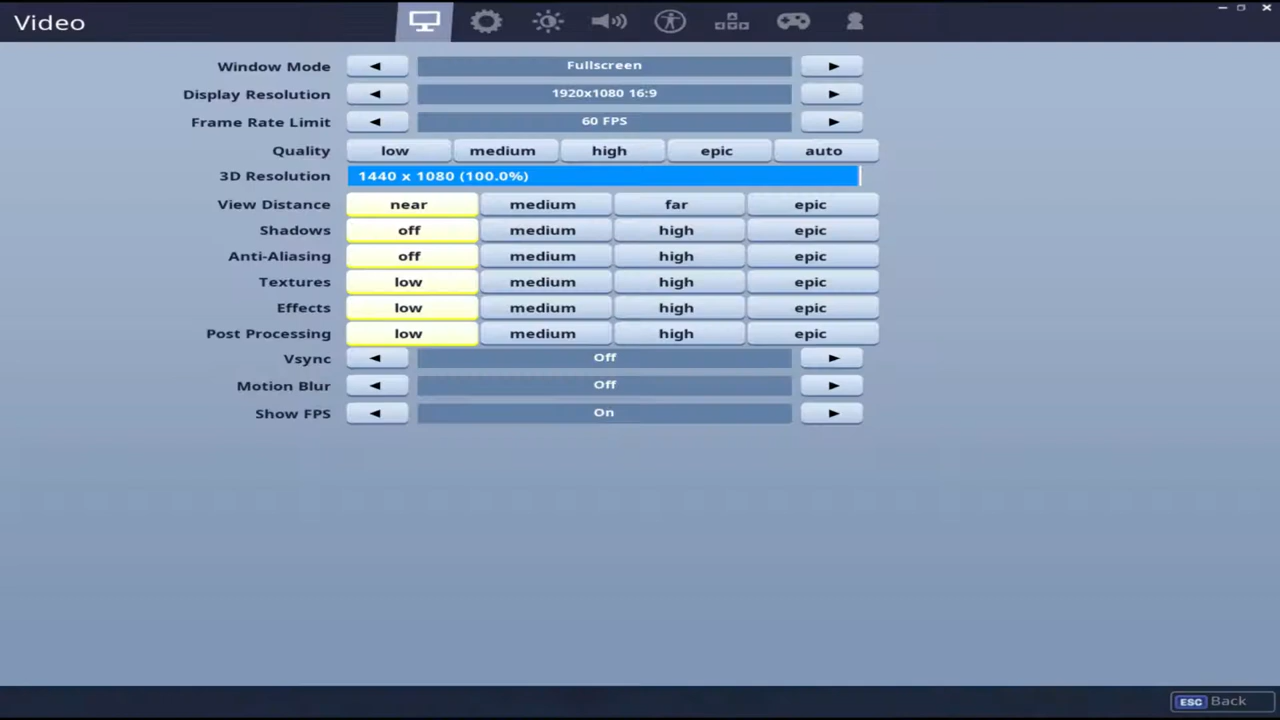 Video
Window Mode ◄ Fullscreen ►
Display Resolution ◄ 1920x1080 16:9 ►
Frame Rate Limit ◄ 60 FPS ►
Quality low medium high epic auto
3D Resolution 1440 x 1080 (100.0%)
View Distance near medium far epic
Shadows off medium high epic
Anti-Aliasing off medium high epic
Textures low medium high epic
Effects low medium high epic
Post Processing low medium high epic
Vsync ◄ Off ►
Motion Blur ◄ Off ►
Show FPS ◄ On ►
ESC Back